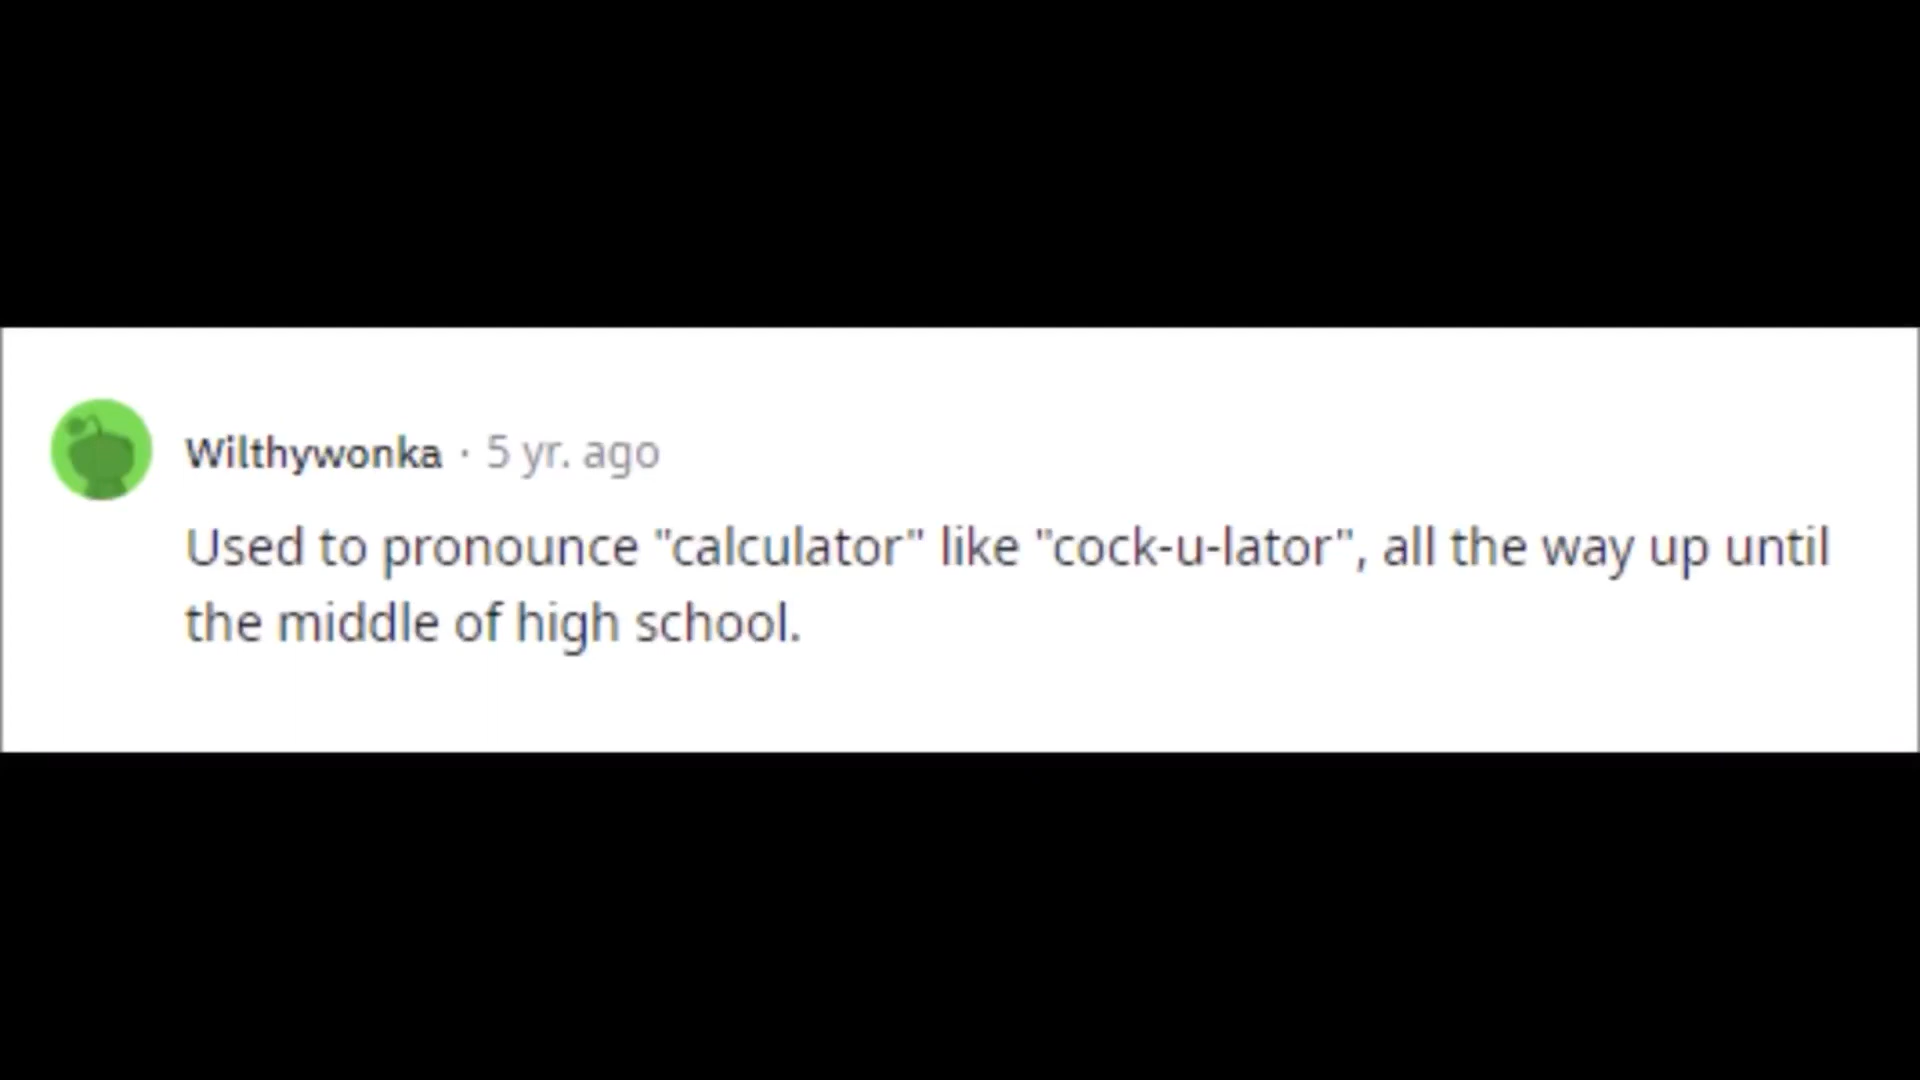 Wilthywonka · 5 yr. ago
Used to pronounce "calculator" like "cock-u-lator", all the way up until
the middle of high school.